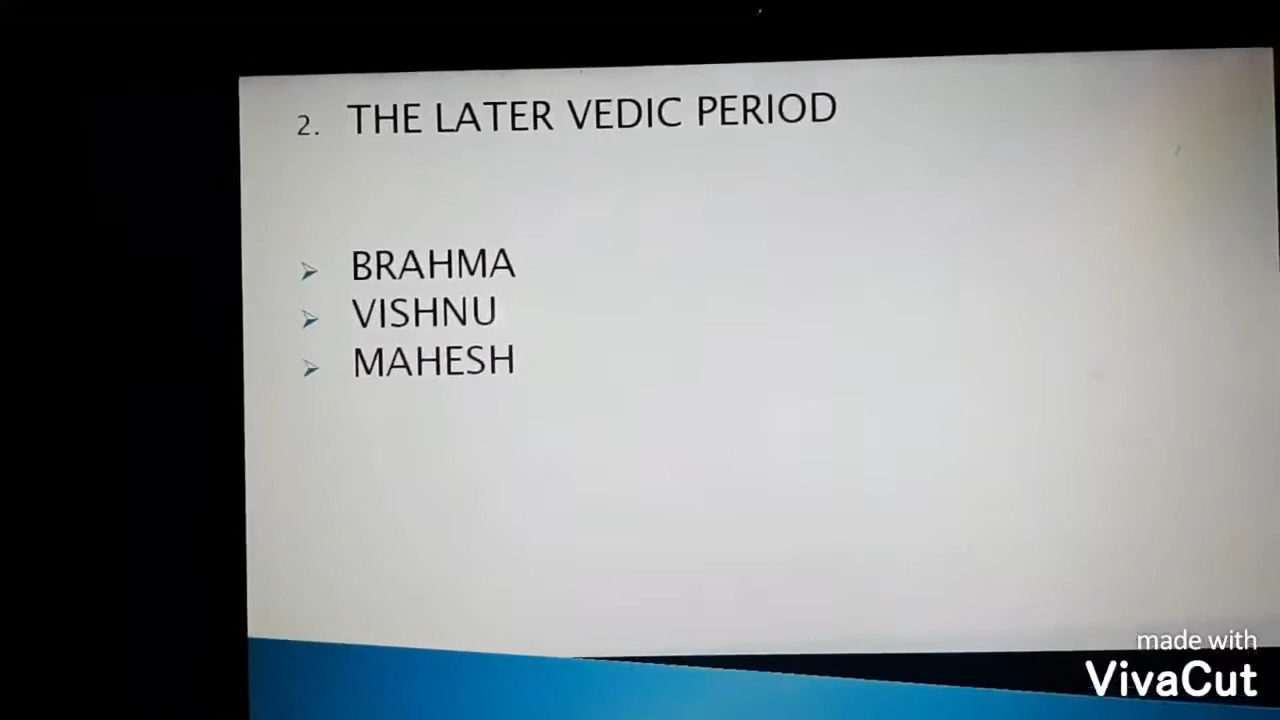 2. THE LATER VEDIC PERIOD
BRAHMA
VISHNU
MAHESH
made with
VivaCut